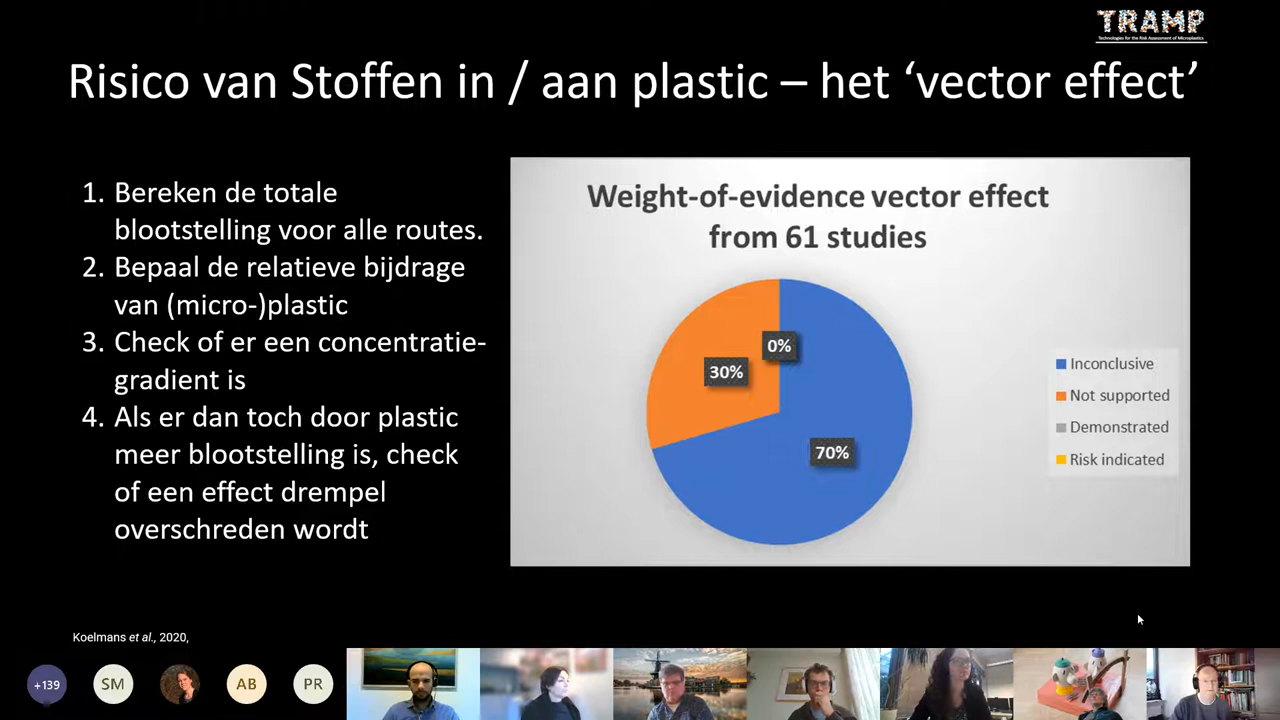 TRAMP
Technologies for the Risk Assessment of Microplastics
Risico van Stoffen in / aan plastic – het ‘vector effect’
1. Bereken de totale
blootstelling voor alle routes.
2. Bepaal de relatieve bijdrage
van (micro-)plastic
3. Check of er een concentratie-
gradient is
4. Als er dan toch door plastic
meer blootstelling is, check
of een effect drempel
overschreden wordt
Weight-of-evidence vector effect
from 61 studies
0%
30%
70%
Inconclusive
Not supported
Demonstrated
Risk indicated
Koelmans et al., 2020,
+139
SM
AB
PR